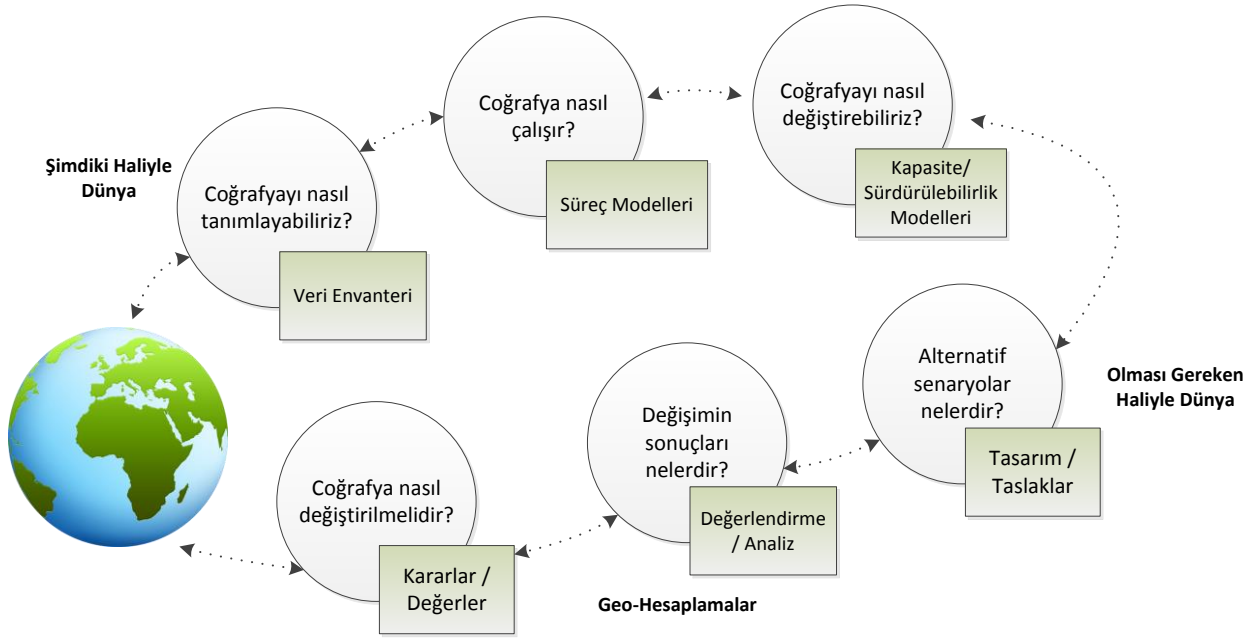 Şimdiki Haliyle
Dünya
Coğrafyayı nasıl
tanımlayabiliriz?
Veri Envanteri
Coğrafya nasıl
çalışır?
Süreç Modelleri
Coğrafyayı nasıl
değiştirebiliriz?
Kapasite/
Sürdürülebilirlik
Modelleri
Olması Gereken
Haliyle Dünya
Alternatif
senaryolar
nelerdir?
Tasarım /
Taslaklar
Değişimin
sonuçları
nelerdir?
Değerlendirme
/ Analiz
Geo-Hesaplamalar
Coğrafya nasıl
değiştirilmelidir?
Kararlar /
Değerler